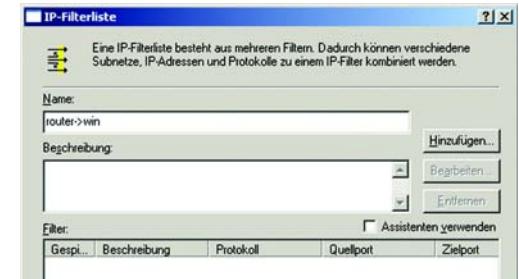 IP-Filterliste
Eine IP-Filterliste besteht aus mehreren Filtern. Dadurch können verschiedene
Subnetze, IP-Adressen und Protokolle zu einem IP-Filter kombiniert werden.
Name:
router->win
Hinzufügen...
Beschreibung:
Bearbeiten...
Entfernen
Filter:
Assistenten verwenden
Gespi... Beschreibung Protokoll Quellport Zielport